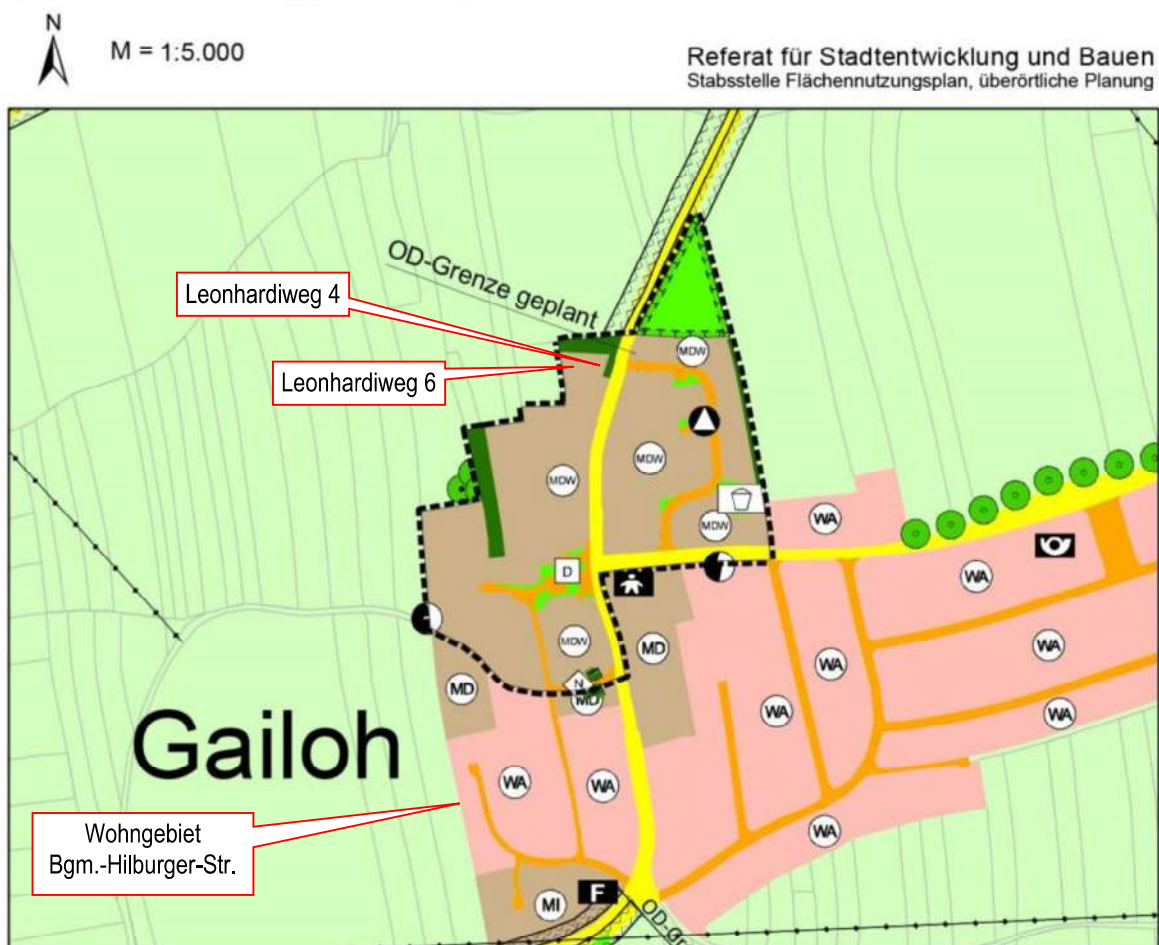 N
M = 1:5.000
Referat für Stadtentwicklung und Bauen
Stabsstelle Flächennutzungsplan, überörtliche Planung
OD-Grenze geplant
Leonhardiweg 4
Leonhardiweg 6
MDW
MDW
MDW
MDW
WA
D
WA
MDW
MD
WA
WA
MD
N
MD
WA
WA
Gailoh
WA
WA
Wohngebiet
Bgm.-Hilburger-Str.
WA
F
MI